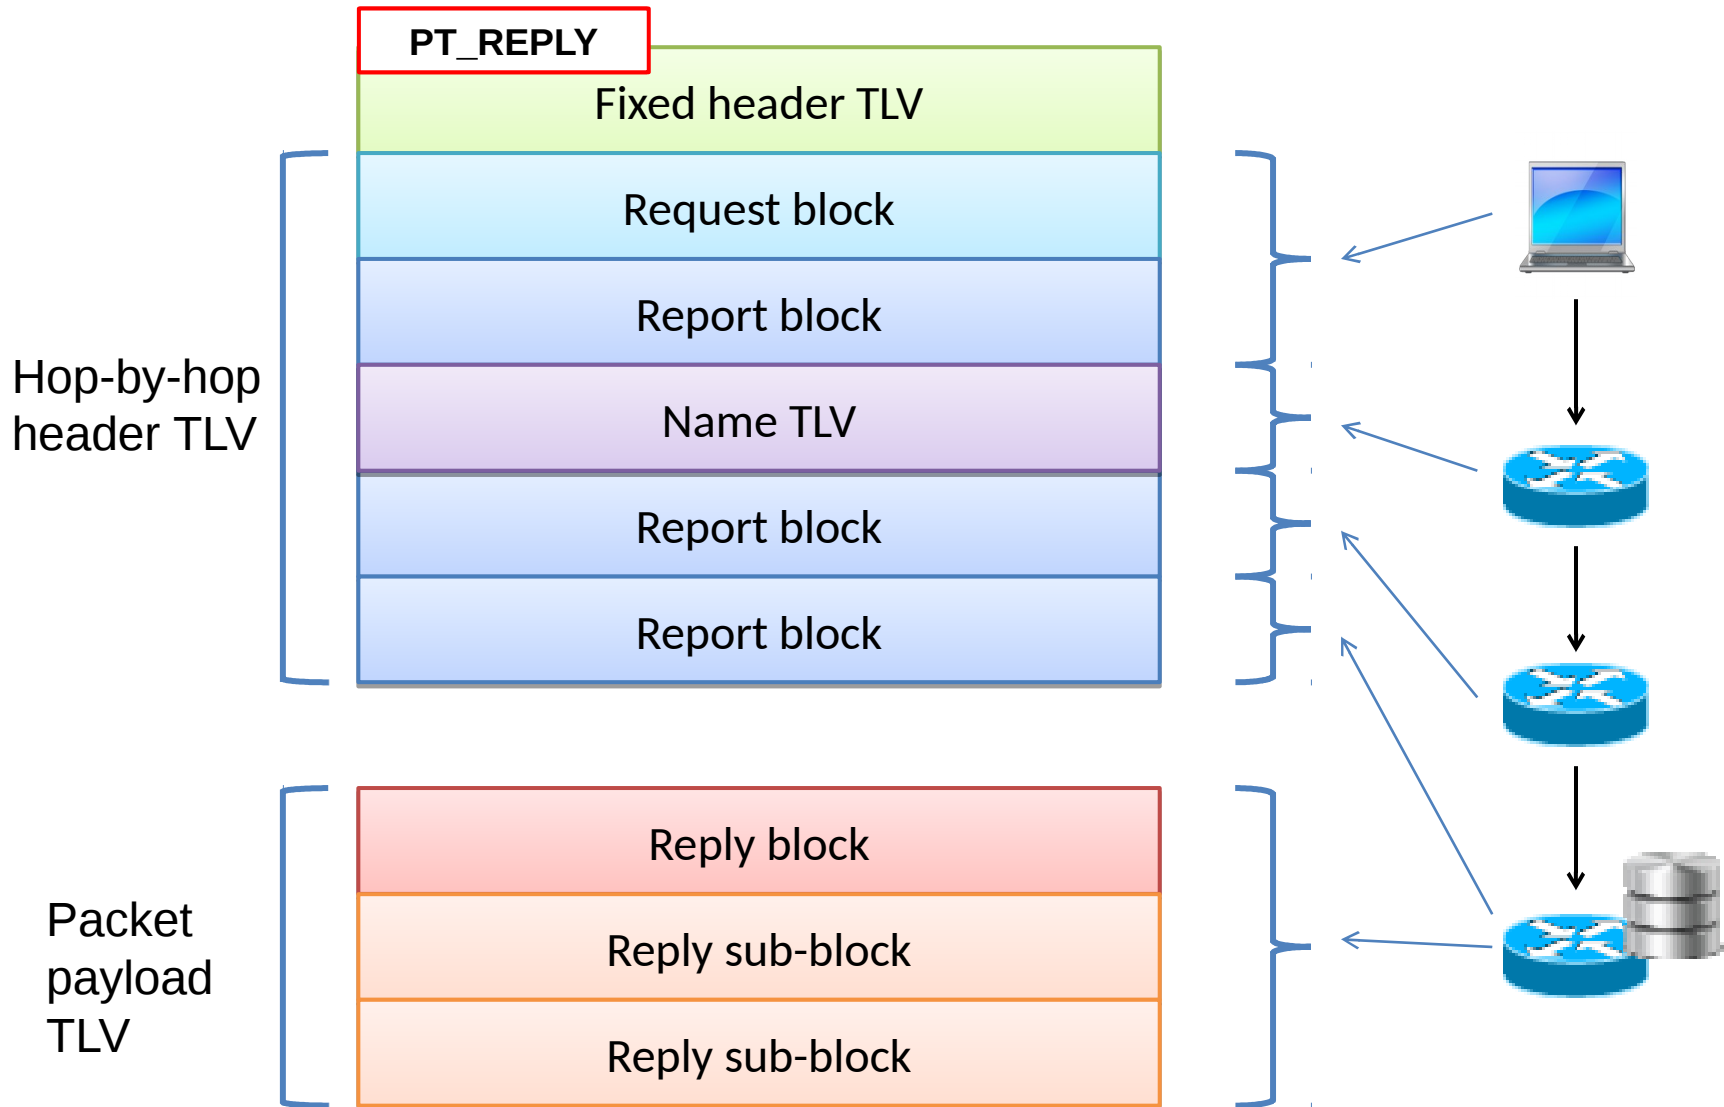 PT_REPLY
Fixed header TLV
Request block
Report block
Hop-by-hop
header TLV
Name TLV
Report block
Report block
Reply block
Packet
payload
TLV
Reply sub-block
Reply sub-block